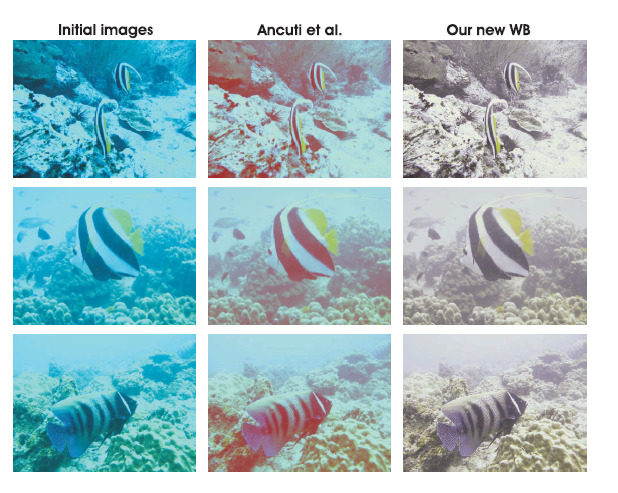 Initial images
Ancuti et al.
Our new WB